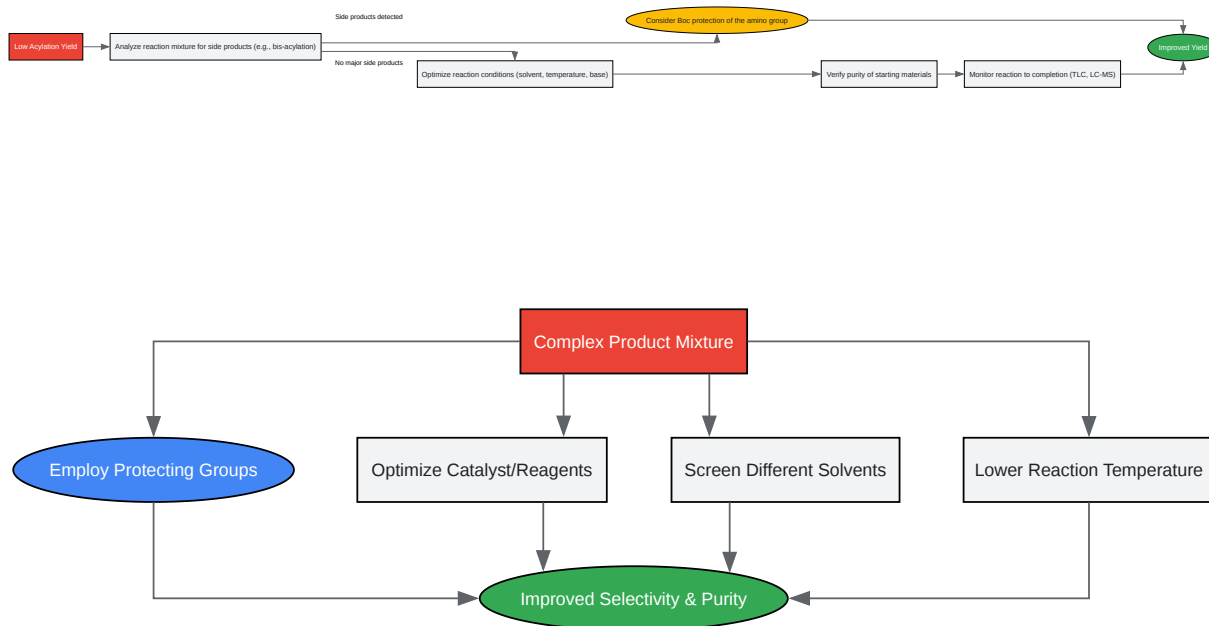 Side products detected
Consider Boc protection of the amino group
Low Acylation Yield
Analyze reaction mixture for side products (e.g., bis-acylation)
Improved Yield
No major side products
Optimize reaction conditions (solvent, temperature, base)
Verify purity of starting materials
Monitor reaction to completion (TLC, LC-MS)
Complex Product Mixture
Employ Protecting Groups
Optimize Catalyst/Reagents
Screen Different Solvents
Lower Reaction Temperature
Improved Selectivity & Purity